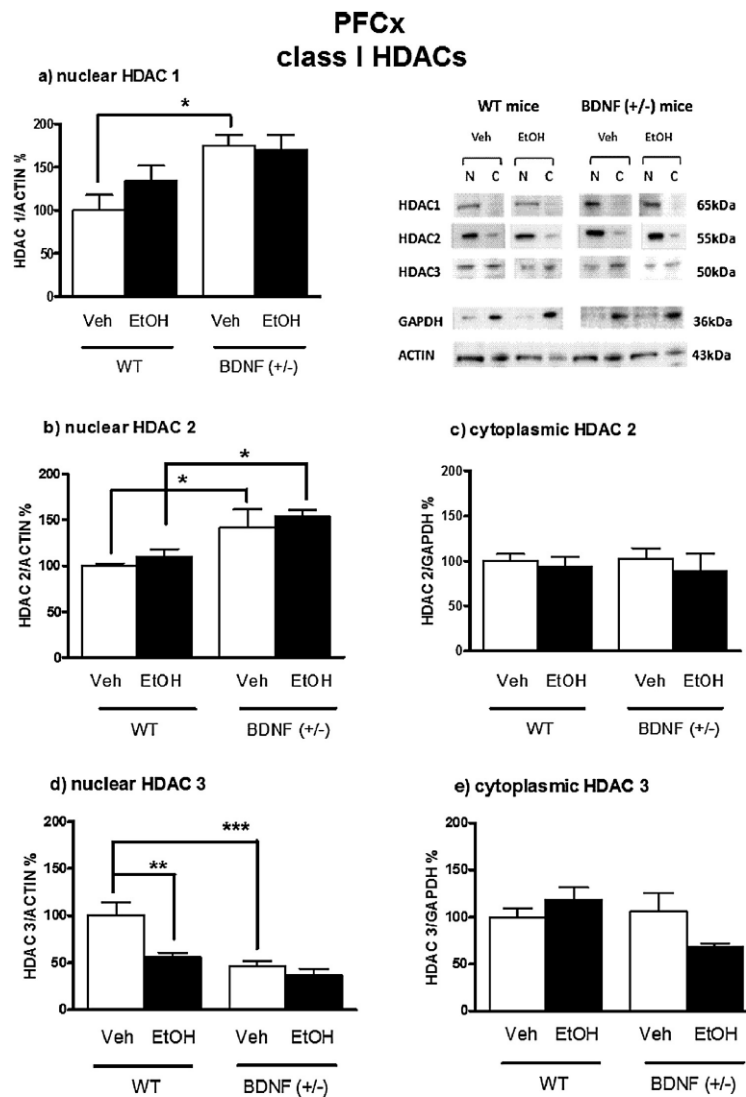 PFCx
class I HDACs
a) nuclear HDAC 1
*
200
150
100
50
0
HDAC 1/ACTIN %
Veh EtOH Veh EtOH
WT BDNF (+/-)
WT mice BDNF (+/-) mice
Veh EtOH Veh EtOH
N C N C N C N C
HDAC1 65kDa
HDAC2 55kDa
HDAC3 50kDa
GAPDH 36kDa
ACTIN 43kDa
b) nuclear HDAC 2
*
*
200
150
100
50
0
HDAC 2/ACTIN %
Veh EtOH Veh EtOH
WT BDNF (+/-)
c) cytoplasmic HDAC 2
200
150
100
50
0
HDAC 2/GAPDH %
Veh EtOH Veh EtOH
WT BDNF (+/-)
d) nuclear HDAC 3
***
**
200
150
100
50
0
HDAC 3/ACTIN %
Veh EtOH Veh EtOH
WT BDNF (+/-)
e) cytoplasmic HDAC 3
200
150
100
50
0
HDAC 3/GAPDH %
Veh EtOH Veh EtOH
WT BDNF (+/-)